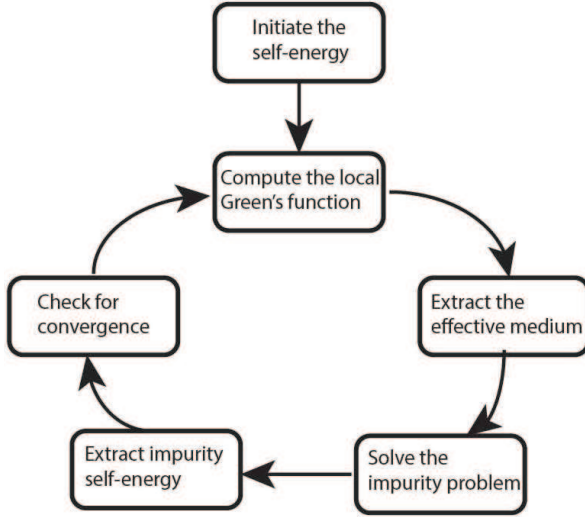 Initiate the
self-energy
Compute the local
Green's function
Extract the
effective medium
Solve the
impurity problem
Extract impurity
self-energy
Check for
convergence